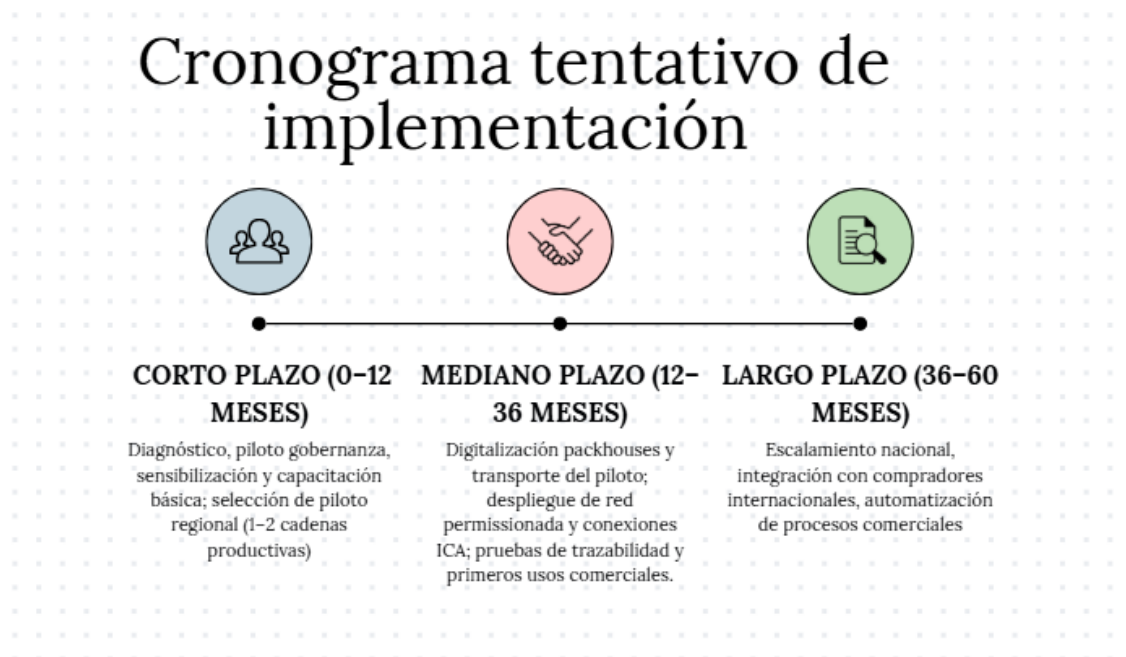 Cronograma tentativo de
implementación
CORTO PLAZO (0–12
MESES)
Diagnóstico, piloto gobernanza,
sensibilización y capacitación
básica; selección de piloto
regional (1–2 cadenas
productivas)
MEDIANO PLAZO (12–
36 MESES)
Digitalización packhouses y
transporte del piloto;
despliegue de red
permissionada y conexiones
ICA; pruebas de trazabilidad y
primeros usos comerciales.
LARGO PLAZO (36–60
MESES)
Escalamiento nacional,
integración con compradores
internacionales, automatización
de procesos comerciales